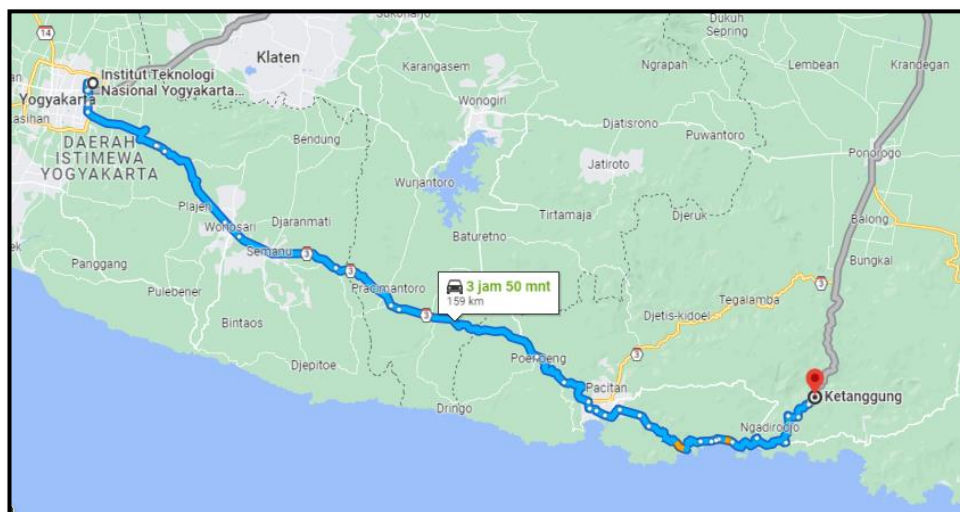 Sukoharjo
Dukuh
Sepring
14
3
Klaten
Karangasem
Ngrapah
Lembean
Krandegan
Institut Teknologi
Nasional Yogyakarta...
Yogyakarta
asihan
Wonogiri
Djatisrono
Puwantoro
Bendung
DAERAH
ISTIMEWA
YOGYAKARTA
Jatiroto
Ponorogo
Wurjantoro
Plajen
Djaranmati
Tirtamaja
Djeruk
Balong
Wonosari
Baturetno
Semanu
3
Bungkal
ek
Panggang
3
3
Pulebener
Pracimantoro
3 jam 50 mnt
159 km
Tegalamba
Bintaos
3
Djetis-kidoel
Djepitoe
3
Poerbeng
Pacitan
Ketanggung
Dringo
Ngadirodjo